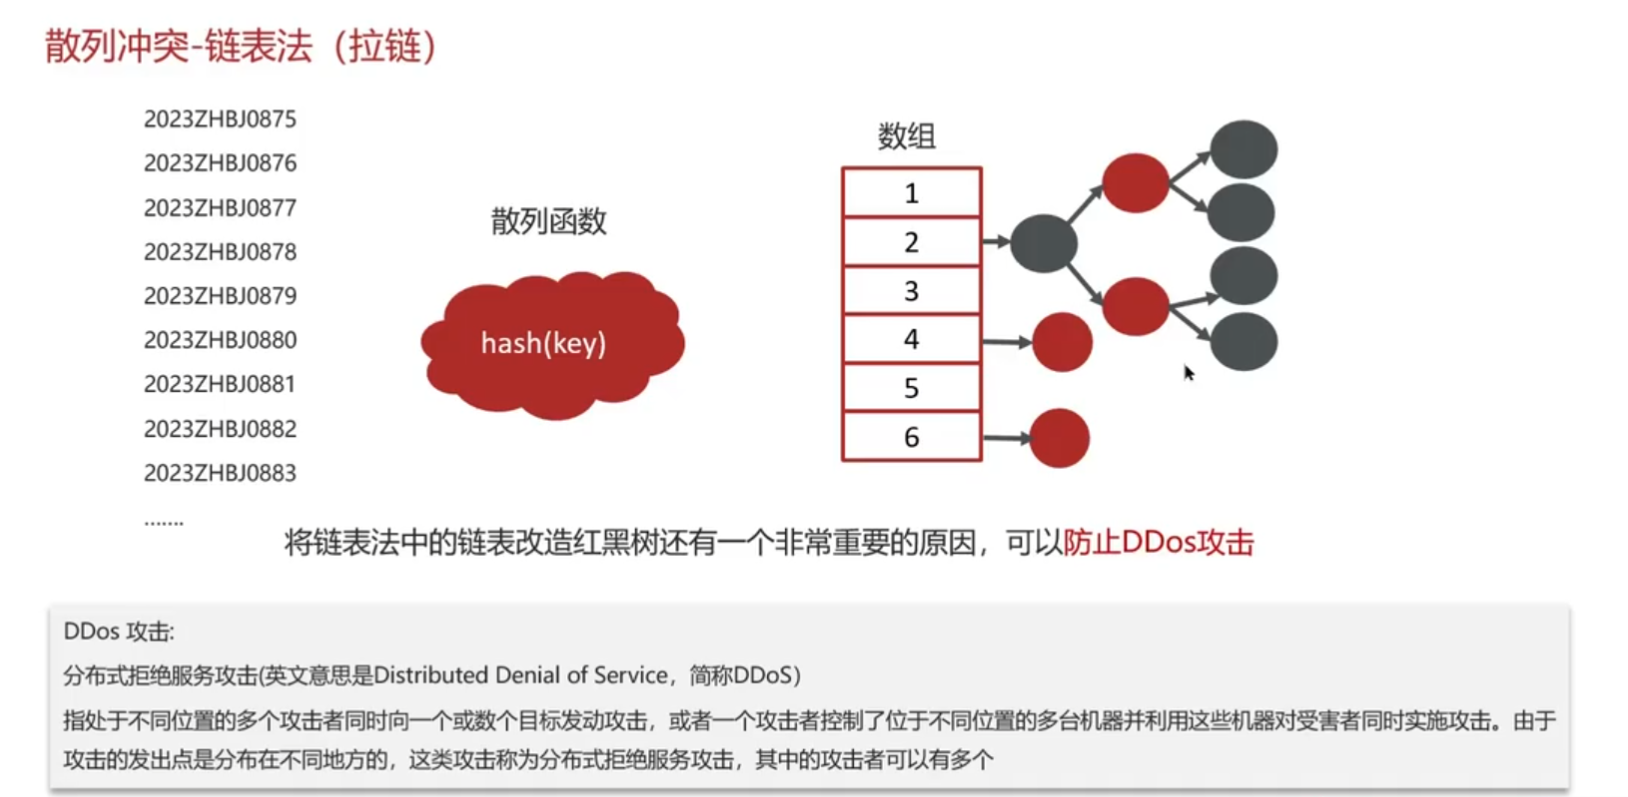 散列冲突-链表法（拉链）
2023ZHBJ0875
2023ZHBJ0876
2023ZHBJ0877
2023ZHBJ0878
2023ZHBJ0879
2023ZHBJ0880
2023ZHBJ0881
2023ZHBJ0882
2023ZHBJ0883
.......
散列函数
hash(key)
数组
1
2
3
4
5
6
将链表法中的链表改造红黑树还有一个非常重要的原因，可以防止DDos攻击
DDos 攻击:
分布式拒绝服务攻击(英文意思是Distributed Denial of Service，简称DDoS)
指处于不同位置的多个攻击者同时向一个或数个目标发动攻击，或者一个攻击者控制了位于不同位置的多台机器并利用这些机器对受害者同时实施攻击。由于
攻击的发出点是分布在不同地方的，这类攻击称为分布式拒绝服务攻击，其中的攻击者可以有多个